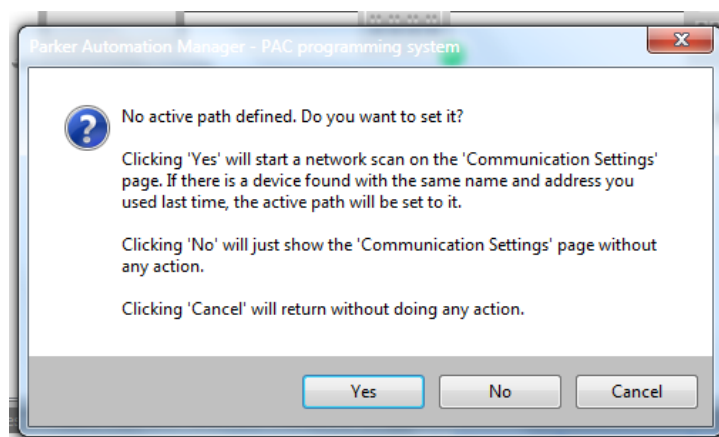 Parker Automation Manager - PAC programming system
No active path defined. Do you want to set it?
Clicking 'Yes' will start a network scan on the 'Communication Settings'
page. If there is a device found with the same name and address you
used last time, the active path will be set to it.
Clicking 'No' will just show the 'Communication Settings' page without
any action.
Clicking 'Cancel' will return without doing any action.
Yes No Cancel